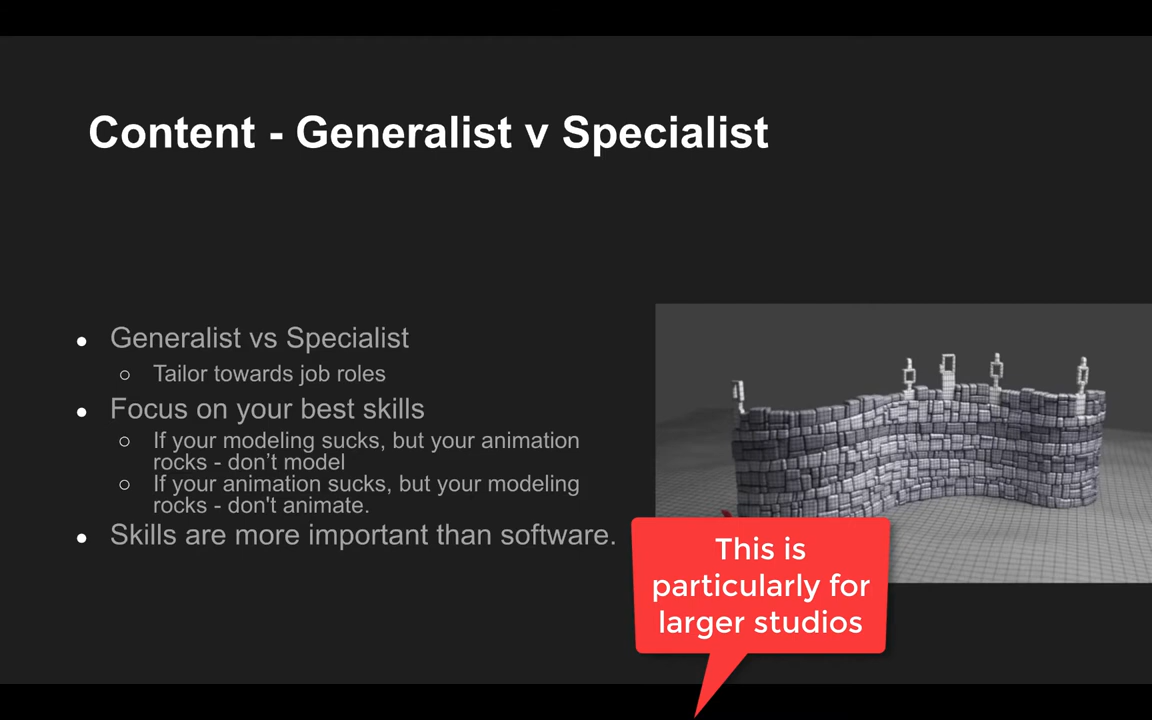 Content - Generalist v Specialist
Generalist vs Specialist
Tailor towards job roles
Focus on your best skills
If your modeling sucks, but your animation
rocks - don’t model
If your animation sucks, but your modeling
rocks - don't animate.
Skills are more important than software.
This is
particularly for
larger studios